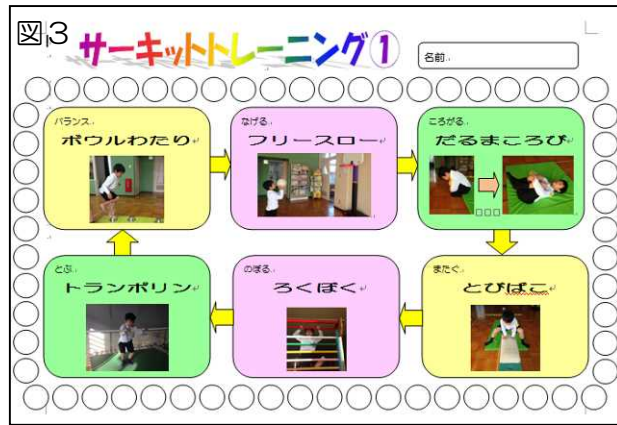 図3
サーキットトレーニング①
名前
バランス
ボウルわたり
なげる
フリースロー
ころがる
だるまころび
とぶ
トランポリン
のぼる
ろくぼく
またぐ
とびばこ